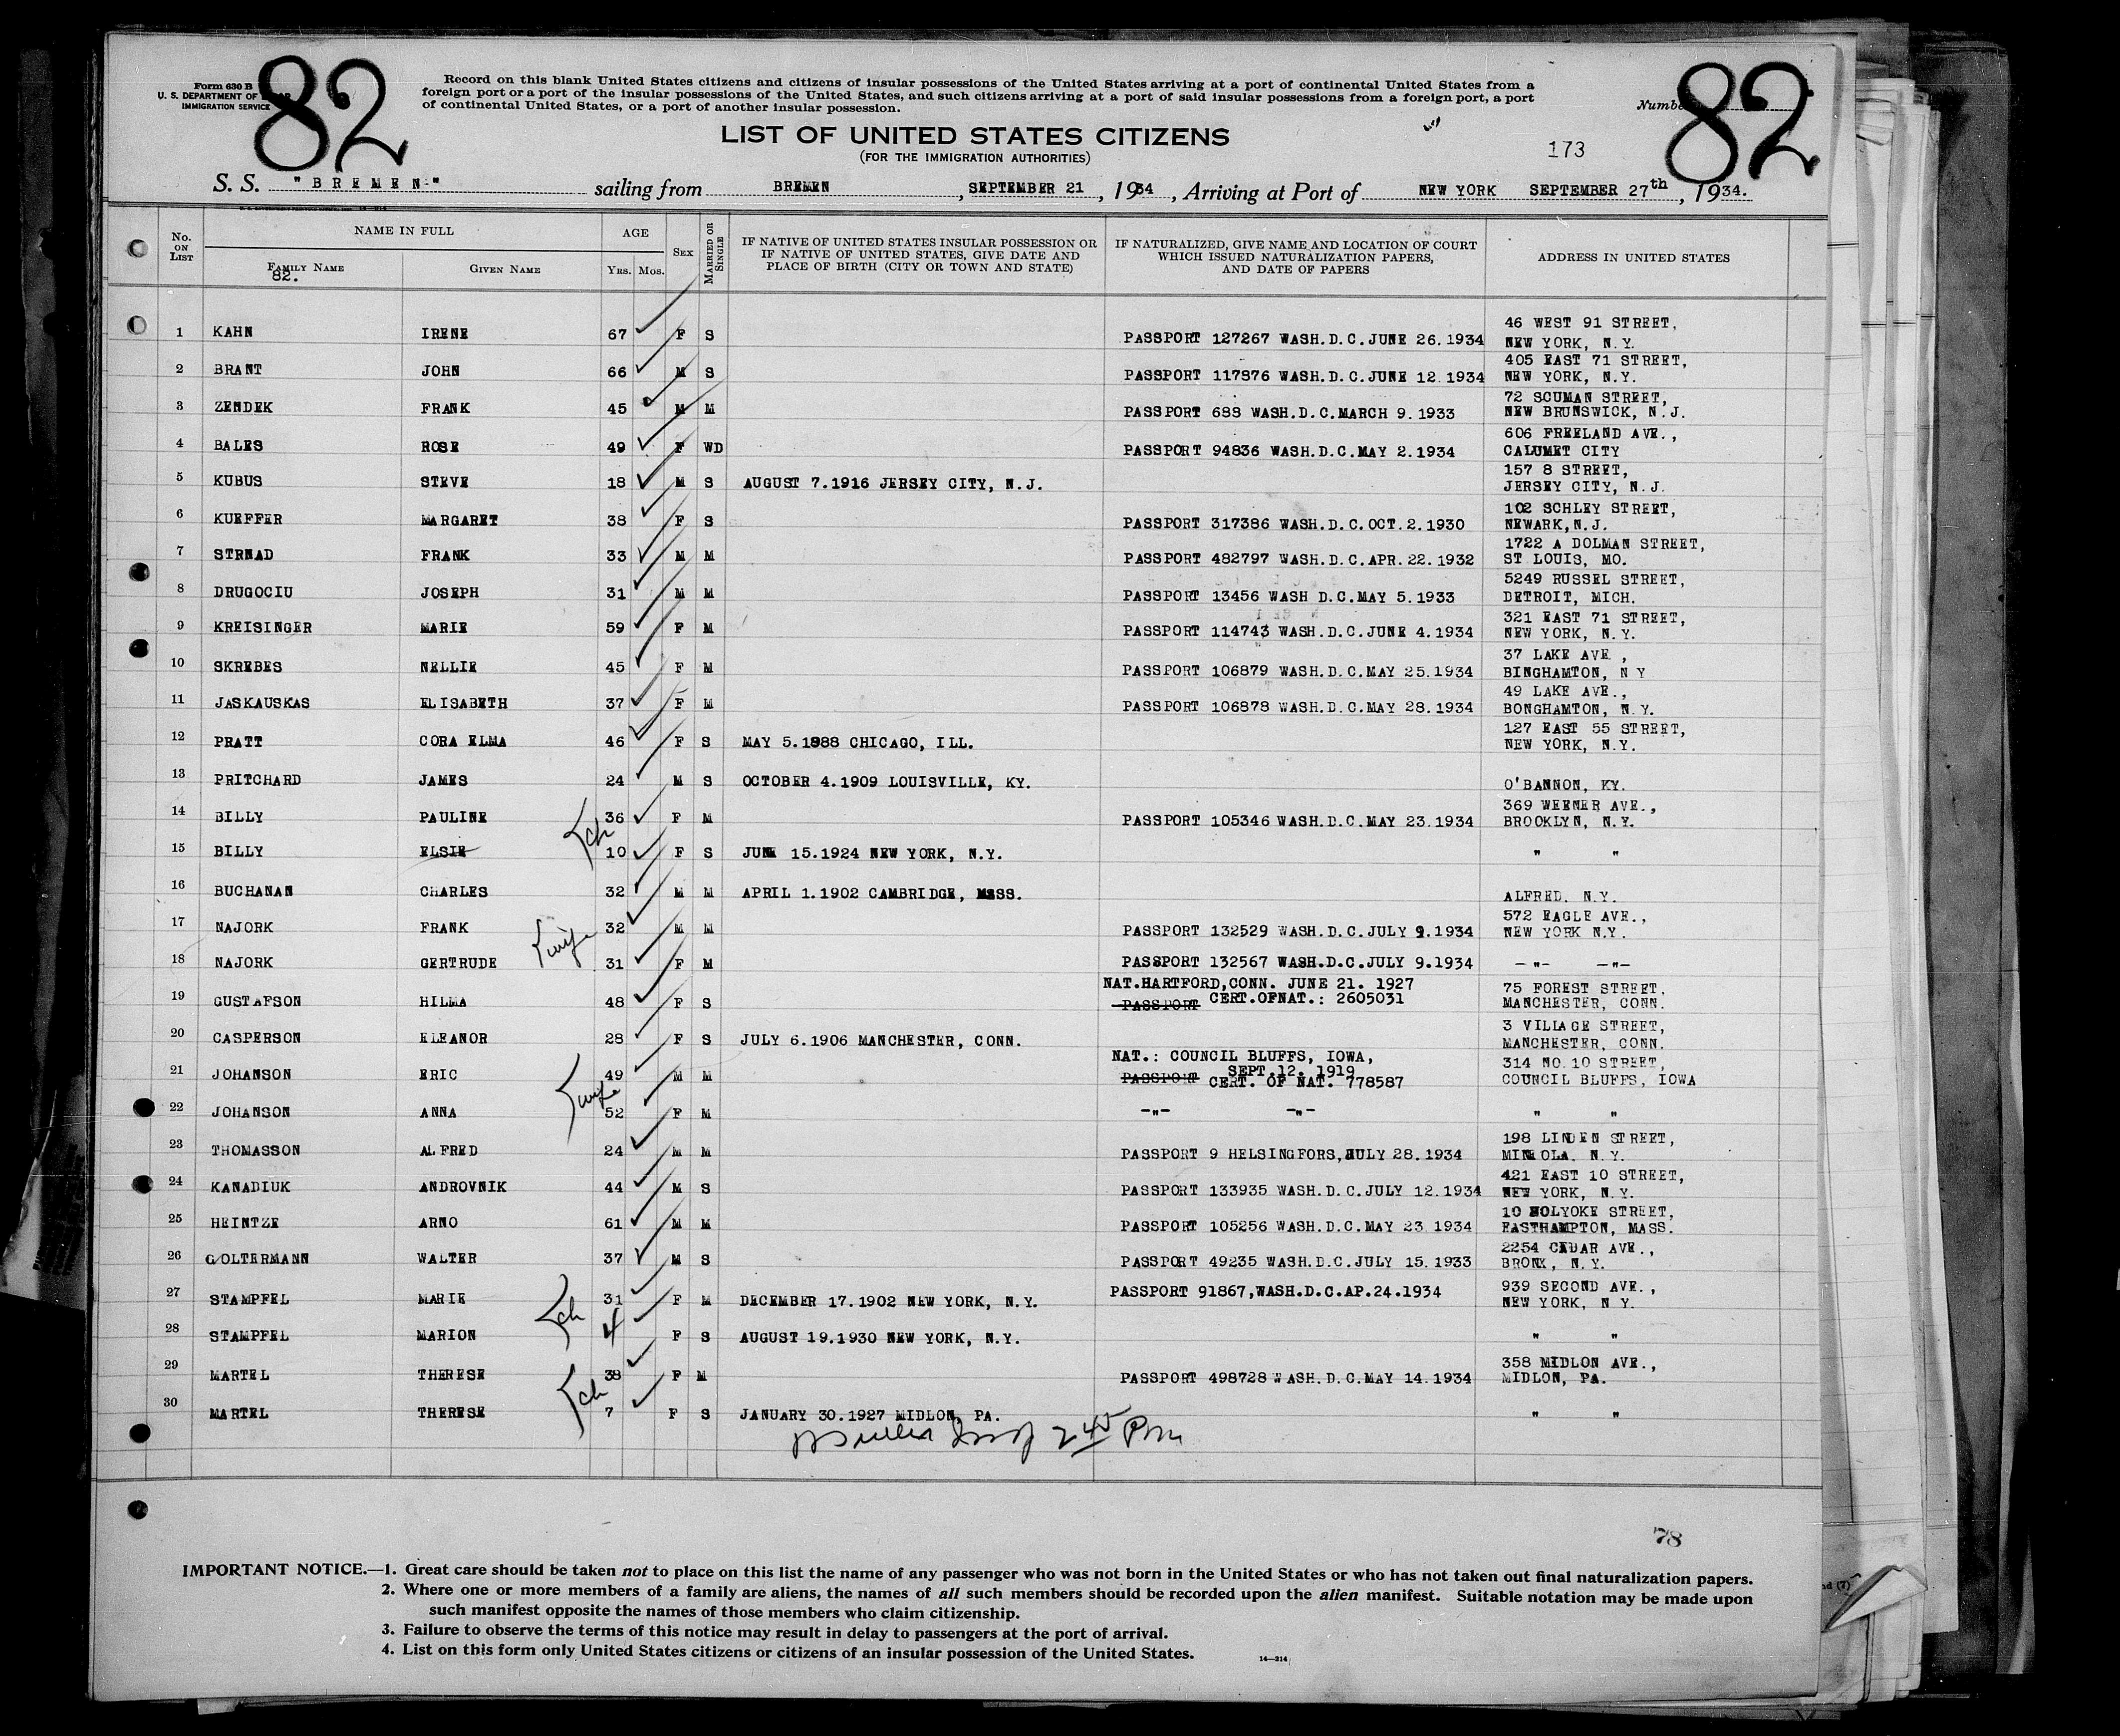 Form 630 B
U. S. DEPARTMENT OF LABOR
IMMIGRATION SERVICE
82
Record on this blank United States citizens and citizens of insular possessions of the United States arriving at a port of continental United States from a
foreign port or a port of the insular possessions of the United States, and such citizens arriving at a port of said insular possessions from a foreign port, a port
of continental United States, or a port of another insular possession.
Number
82
LIST OF UNITED STATES CITIZENS
(FOR THE IMMIGRATION AUTHORITIES)
173
S. S. "BREMEN" sailing from BREMEN, SEPTEMBER 21, 1934, Arriving at Port of NEW YORK SEPTEMBER 27th, 1934.
No. ON LIST NAME IN FULL AGE SEX MARRIED OR SINGLE IF NATIVE OF UNITED STATES INSULAR POSSESSION OR IF NATIVE OF UNITED STATES, GIVE DATE AND PLACE OF BIRTH (CITY OR TOWN AND STATE) IF NATURALIZED, GIVE NAME AND LOCATION OF COURT WHICH ISSUED NATURALIZATION PAPERS, AND DATE OF PAPERS ADDRESS IN UNITED STATES
FAMILY NAME GIVEN NAME YRS. MOS.
82.
1 KAHN IRENE 67 F S PASSPORT 127267 WASH.D.C.JUNE 26.1934 46 WEST 91 STREET, NEW YORK, N.Y.
2 BRANT JOHN 66 M S PASSPORT 117876 WASH.D.C.JUNE 12 1934 405 EAST 71 STREET, NEW YORK, N.Y.
3 ZENDEK FRANK 45 M M PASSPORT 688 WASH.D.C.MARCH 9.1933 72 SCUMAN STREET, NEW BRUNSWICK, N.J.
4 BALES ROSE 49 F WD PASSPORT 94836 WASH.D.C.MAY 2.1934 606 FREELAND AVE., CALUMET CITY
5 KUBUS STEVE 18 M S AUGUST 7.1916 JERSEY CITY, N.J. 157 8 STREET, JERSEY CITY, N.J.
6 KUEFFER MARGARET 38 F S PASSPORT 317386 WASH.D.C.OCT.2.1930 102 SCHLEY STREET, NEWARK,N.J.
7 STRNAD FRANK 33 M M PASSPORT 482797 WASH.D.C.APR.22.1932 1722 A DOLMAN STREET, ST LOUIS, MO.
8 DRUGOCIU JOSEPH 31 M M PASSPORT 13456 WASH D.C.MAY 5.1933 5249 RUSSEL STREET, DETROIT, MICH.
9 KREISINGER MARIE 59 F M PASSPORT 114743 WASH.D.C.JUNE 4.1934 321 EAST 71 STREET, NEW YORK, N.Y.
10 SKREBES NELLIE 45 F M PASSPORT 106879 WASH.D.C.MAY 25.1934 37 LAKE AVE , BINGHAMTON, N Y
11 JASKAUSKAS ELISABETH 37 F M PASSPORT 106878 WASH.D.C.MAY 28.1934 49 LAKE AVE., BONGHAMTON, N.Y.
12 PRATT CORA ELMA 46 F S MAY 5.1888 CHICAGO, ILL. 127 EAST 55 STREET, NEW YORK, N.Y.
13 PRITCHARD JAMES 24 M S OCTOBER 4.1909 LOUISVILLE, KY. O'BANNON, KY.
14 BILLY PAULINE 36 F M PASSPORT 105346 WASH.D.C.MAY 23.1934 369 WEENER AVE., BROOKLYN, N.Y.
ch
15 BILLY ELSIE 10 F S JUNE 15.1924 NEW YORK, N.Y. " "
16 BUCHANAN CHARLES 32 M M APRIL 1.1902 CAMBRIDGE, MASS. ALFRED. N.Y.
17 NAJORK FRANK 32 M M PASSPORT 132529 WASH.D.C.JULY 9.1934 572 EAGLE AVE., NEW YORK N.Y.
wife
18 NAJORK GERTRUDE 31 F M PASSPORT 132567 WASH.D.C.JULY 9.1934 -"- -"-
19 GUSTAFSON HILMA 48 F S NAT.HARTFORD,CONN. JUNE 21. 1927 PASSPORT CERT.OFNAT.: 2605031 75 FOREST STREET, MANCHESTER, CONN.
20 CASPERSON ELEANOR 28 F S JULY 6.1906 MANCHESTER, CONN. 3 VILLAGE STREET, MANCHESTER, CONN.
21 JOHANSON ERIC 49 M M NAT.: COUNCIL BLUFFS, IOWA, SEPT.12. 1919 PASSPORT CERT. OF NAT. 778587 314 NO.10 STREET, COUNCIL BLUFFS, IOWA
wife
22 JOHANSON ANNA 52 F M -"- -"- " "
23 THOMASSON ALFRED 24 M M PASSPORT 9 HELSINGFORS,JULY 28.1934 198 LINDEN STREET, MINEOLA. N.Y.
24 KANADIUK ANDROVNIK 44 M S PASSPORT 133935 WASH.D.C.JULY 12.1934 421 EAST 10 STREET, NEW YORK, N.Y.
25 HEINTZE ARNO 61 M M PASSPORT 105256 WASH.D.C.MAY 23 1934 10 HOLYOKE STREET, EASTHAMPTON, MASS.
26 GOLTERMANN WALTER 37 M S PASSPORT 49235 WASH.D.C.JULY 15.1933 2254 CEDAR AVE., BRONX, N.Y.
27 STAMPFEL MARIE 31 F M DECEMBER 17.1902 NEW YORK, N.Y. PASSPORT 91867,WASH.D.C.AP.24.1934 939 SECOND AVE., NEW YORK, N Y.
ch
28 STAMPFEL MARION 4 F S AUGUST 19.1930 NEW YORK, N.Y. " "
29 MARTEL THERESE 38 F M PASSPORT 498728 WASH.D.C.MAY 14.1934 358 MIDLON AVE., MIDLON, PA.
ch
30 MARTEL THERESE 7 F S JANUARY 30.1927 MIDLON, PA. " "
2 45 Pm
78
IMPORTANT NOTICE.—1. Great care should be taken not to place on this list the name of any passenger who was not born in the United States or who has not taken out final naturalization papers.
2. Where one or more members of a family are aliens, the names of all such members should be recorded upon the alien manifest. Suitable notation may be made upon
such manifest opposite the names of those members who claim citizenship.
3. Failure to observe the terms of this notice may result in delay to passengers at the port of arrival.
4. List on this form only United States citizens or citizens of an insular possession of the United States.
14—214